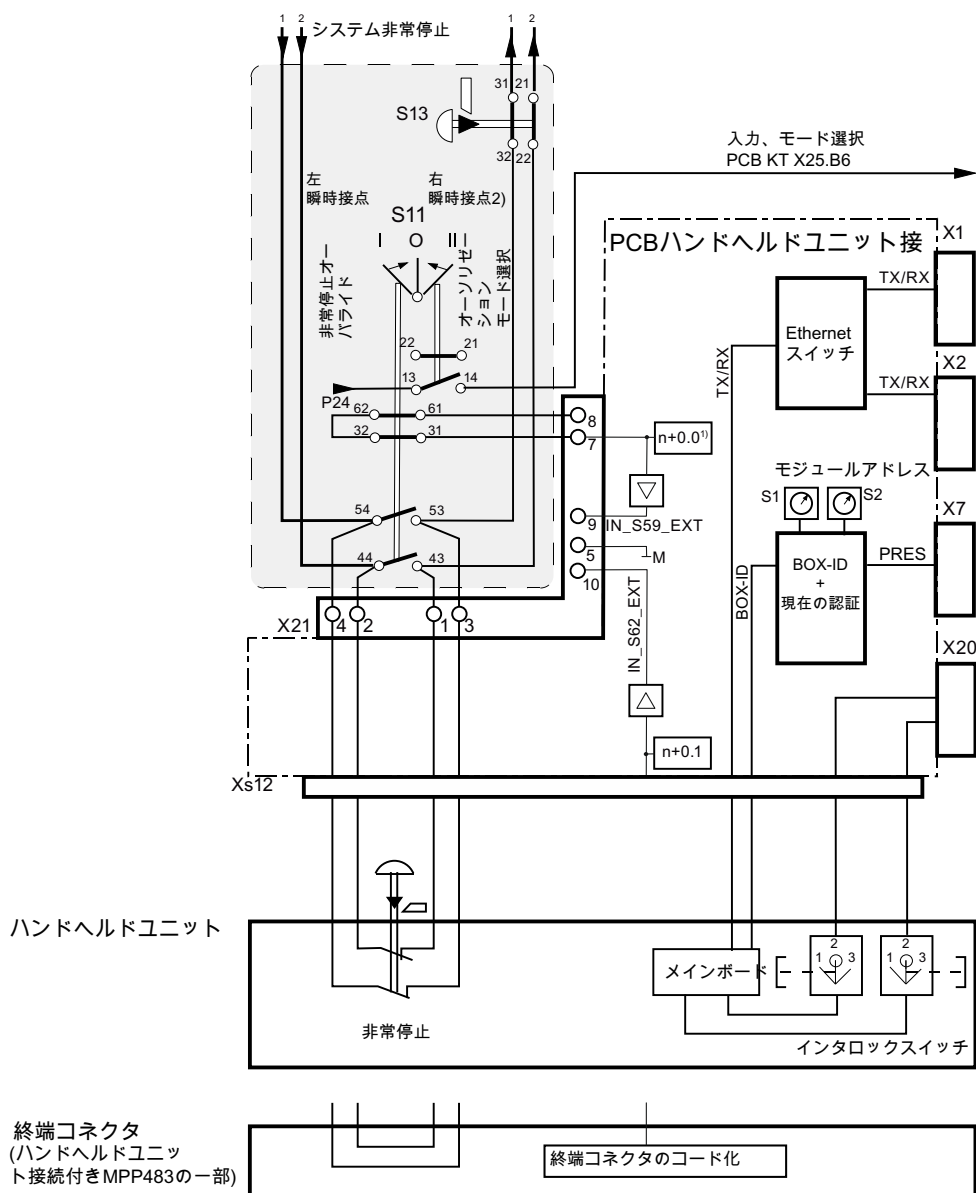 1 2
システム非常停止
1 2
31 21
S13
32 22
入力、モード選択
PCB KT X25.B6
左
瞬時接点
右
瞬時接点2)
S11
I O II
非常停止オー
バライド
オーソリゼー
ション
モード選択
22 21
13 14
P24
62 61
32 31
8
7
n+0.0¹⁾
54 53
9
IN_S59_EXT
5
M
44 43
10
X21
4 2 1 3
IN_S62_EXT
n+0.1
PCBハンドヘルドユニット接
X1
TX/RX
Ethernet
スイッチ
TX/RX
X2
TX/RX
モジュールアドレス
S1 S2
X7
BOX-ID
BOX-ID
+
現在の認証
PRES
X20
Xs12
ハンドヘルドユニット
非常停止
メインボード
2
1 3
2
1 3
インタロックスイッチ
終端コネクタ
(ハンドヘルドユニッ
ト接続付きMPP483の一部)
終端コネクタのコード化